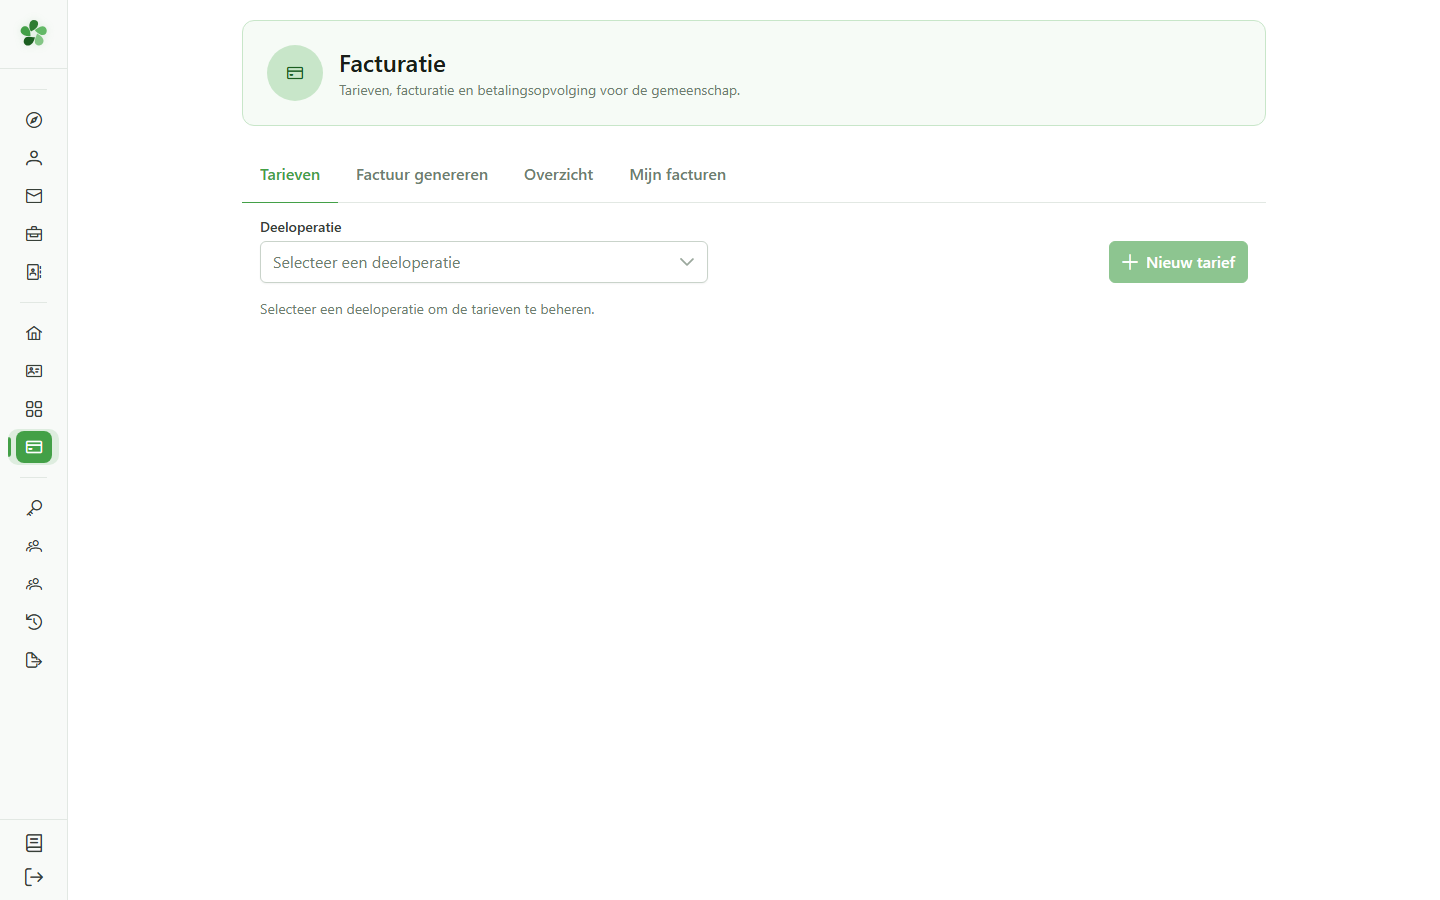 Facturatie
Tarieven, facturatie en betalingsopvolging voor de gemeenschap.
Tarieven
Factuur genereren
Overzicht
Mijn facturen
Deeloperatie
Selecteer een deeloperatie
Nieuw tarief
Selecteer een deeloperatie om de tarieven te beheren.